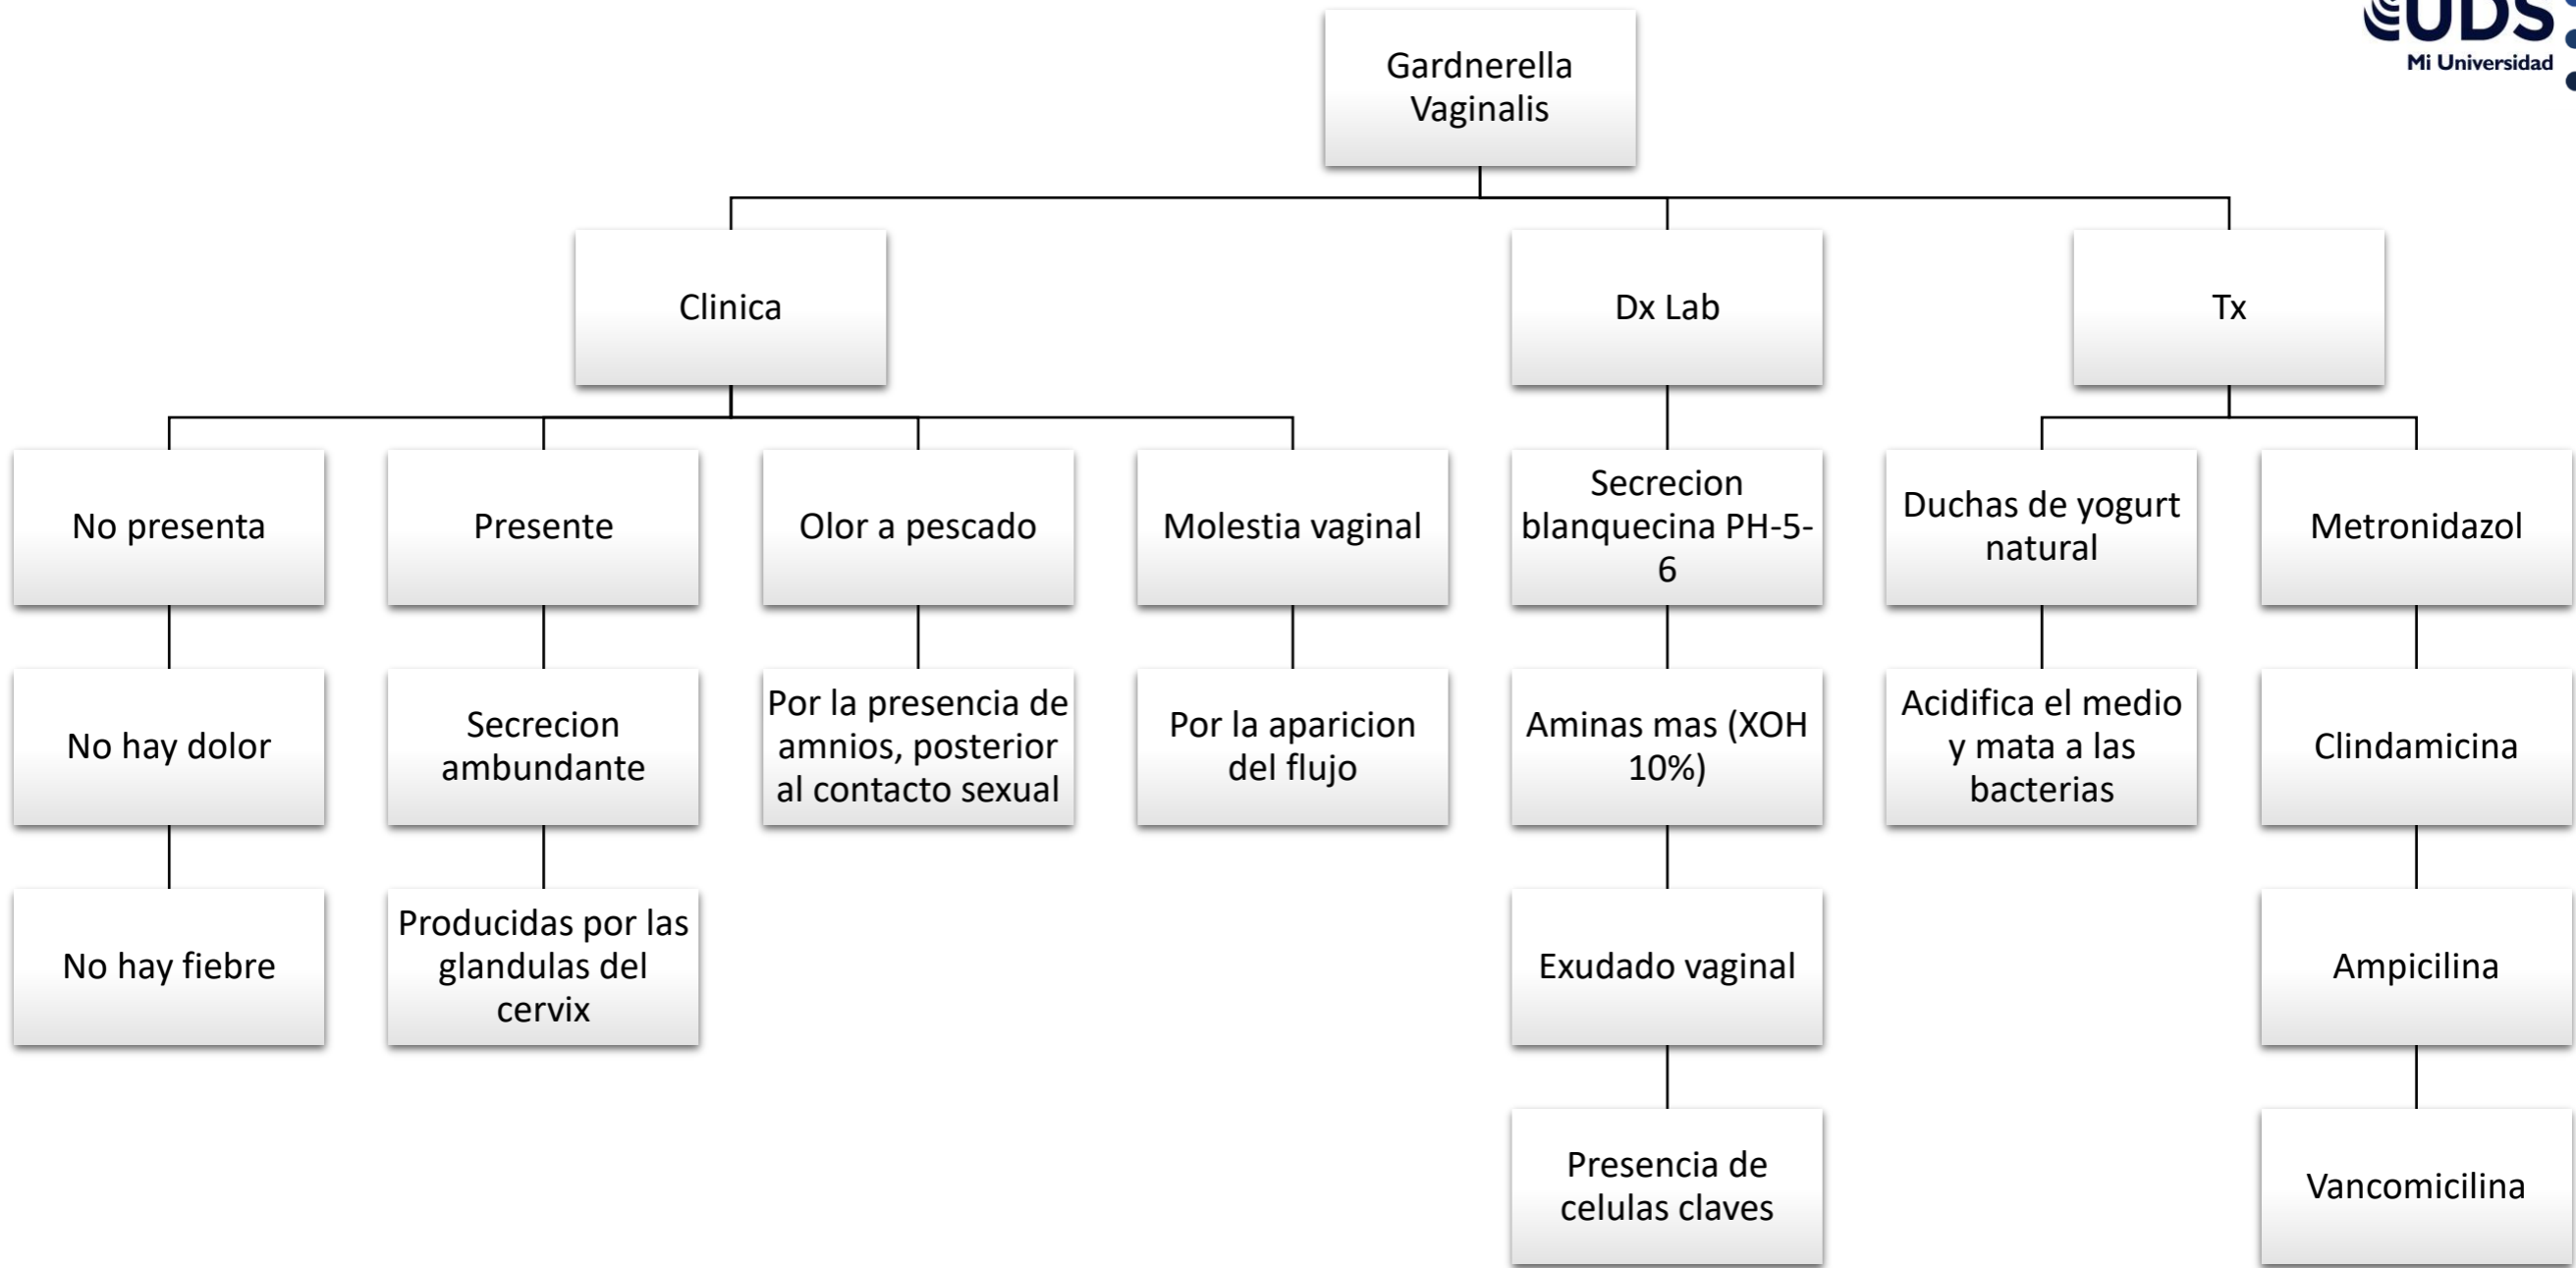 UDS
Mi Universidad
Gardnerella
Vaginalis
Clinica
Dx Lab
Tx
No presenta
Presente
Olor a pescado
Molestia vaginal
Secrecion
blanquecina PH-5-
6
Duchas de yogurt
natural
Metronidazol
No hay dolor
Secrecion
ambundante
Por la presencia de
amnios, posterior
al contacto sexual
Por la aparicion
del flujo
Aminas mas (XOH
10%)
Acidifica el medio
y mata a las
bacterias
Clindamicina
No hay fiebre
Producidas por las
glandulas del
cervix
Exudado vaginal
Ampicilina
Presencia de
celulas claves
Vancomicilina